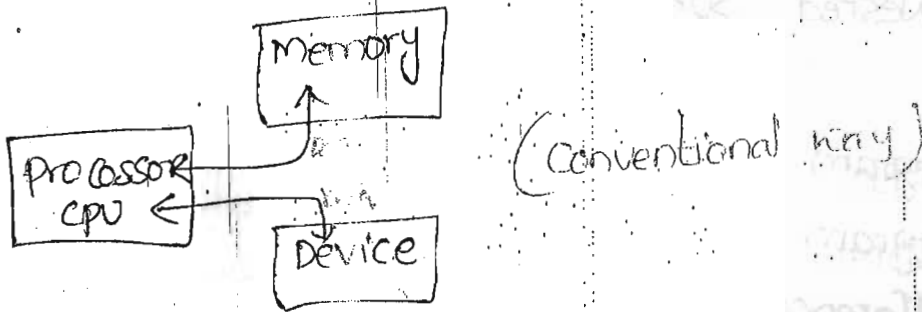 Memory
(Conventional way)
Processor
CPU
Device